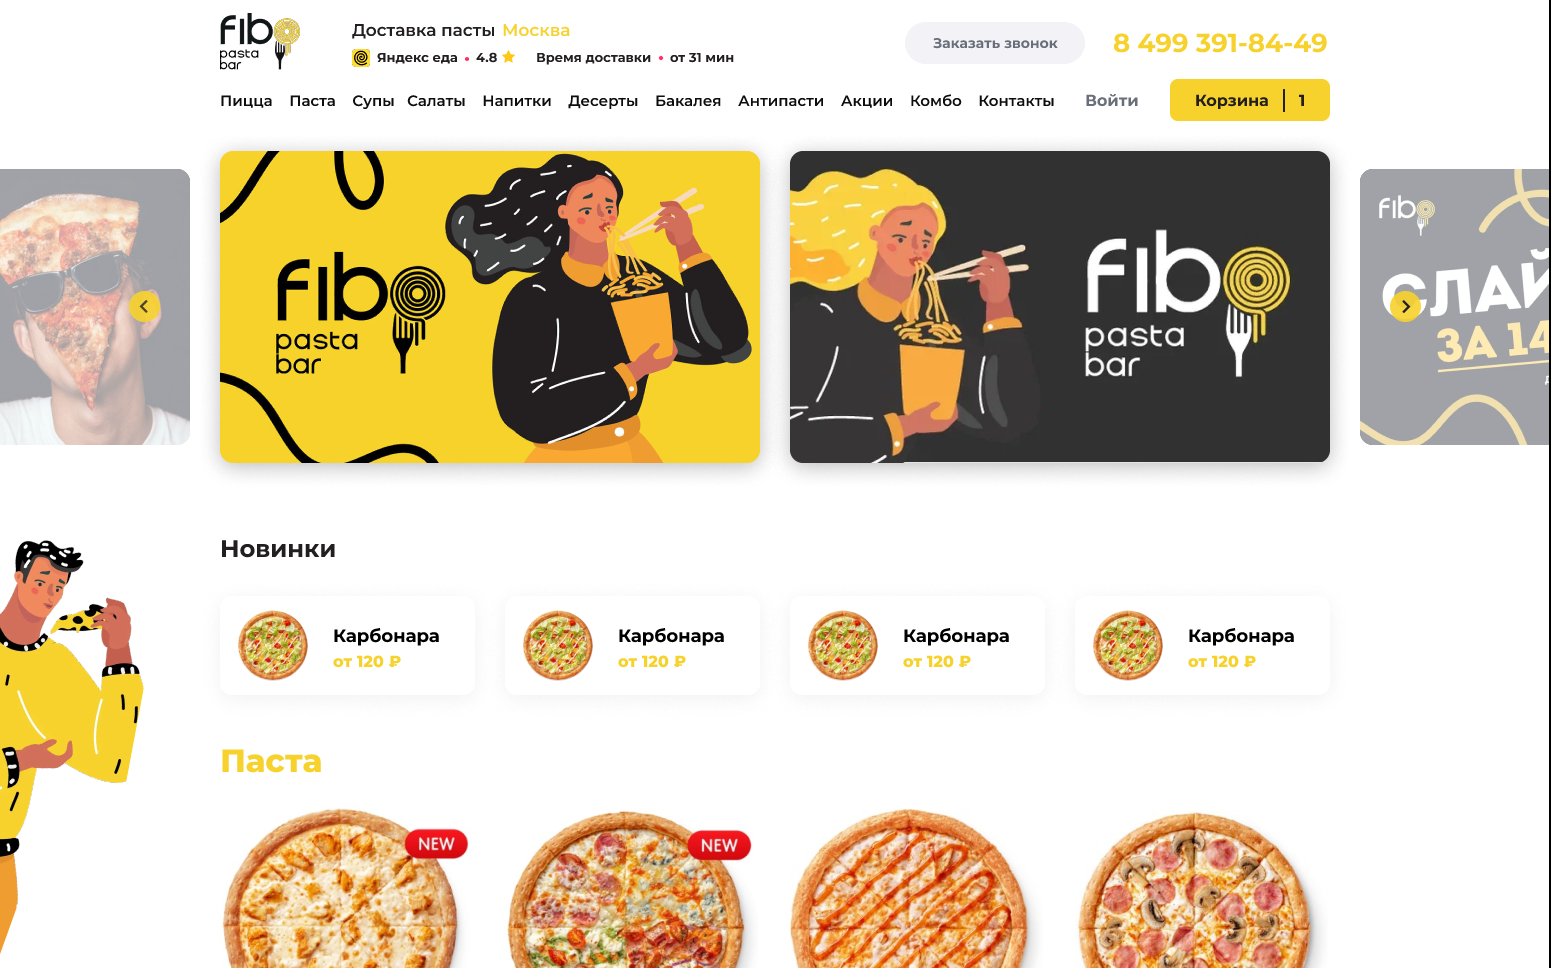 fibo
pasta
bar
Доставка пасты Москва
Яндекс еда • 4.8 Время доставки • от 31 мин
Заказать звонок
8 499 391-84-49
Пицца Паста Супы Салаты Напитки Десерты Бакалея Антипасти Акции Комбо Контакты Войти Корзина | 1
fibo
pasta
bar
fibo
pasta
bar
fibo
СЛАЙ
ЗА 14
Новинки
Карбонара Карбонара Карбонара Карбонара
от 120 ₽ от 120 ₽ от 120 ₽ от 120 ₽
Паста
NEW NEW